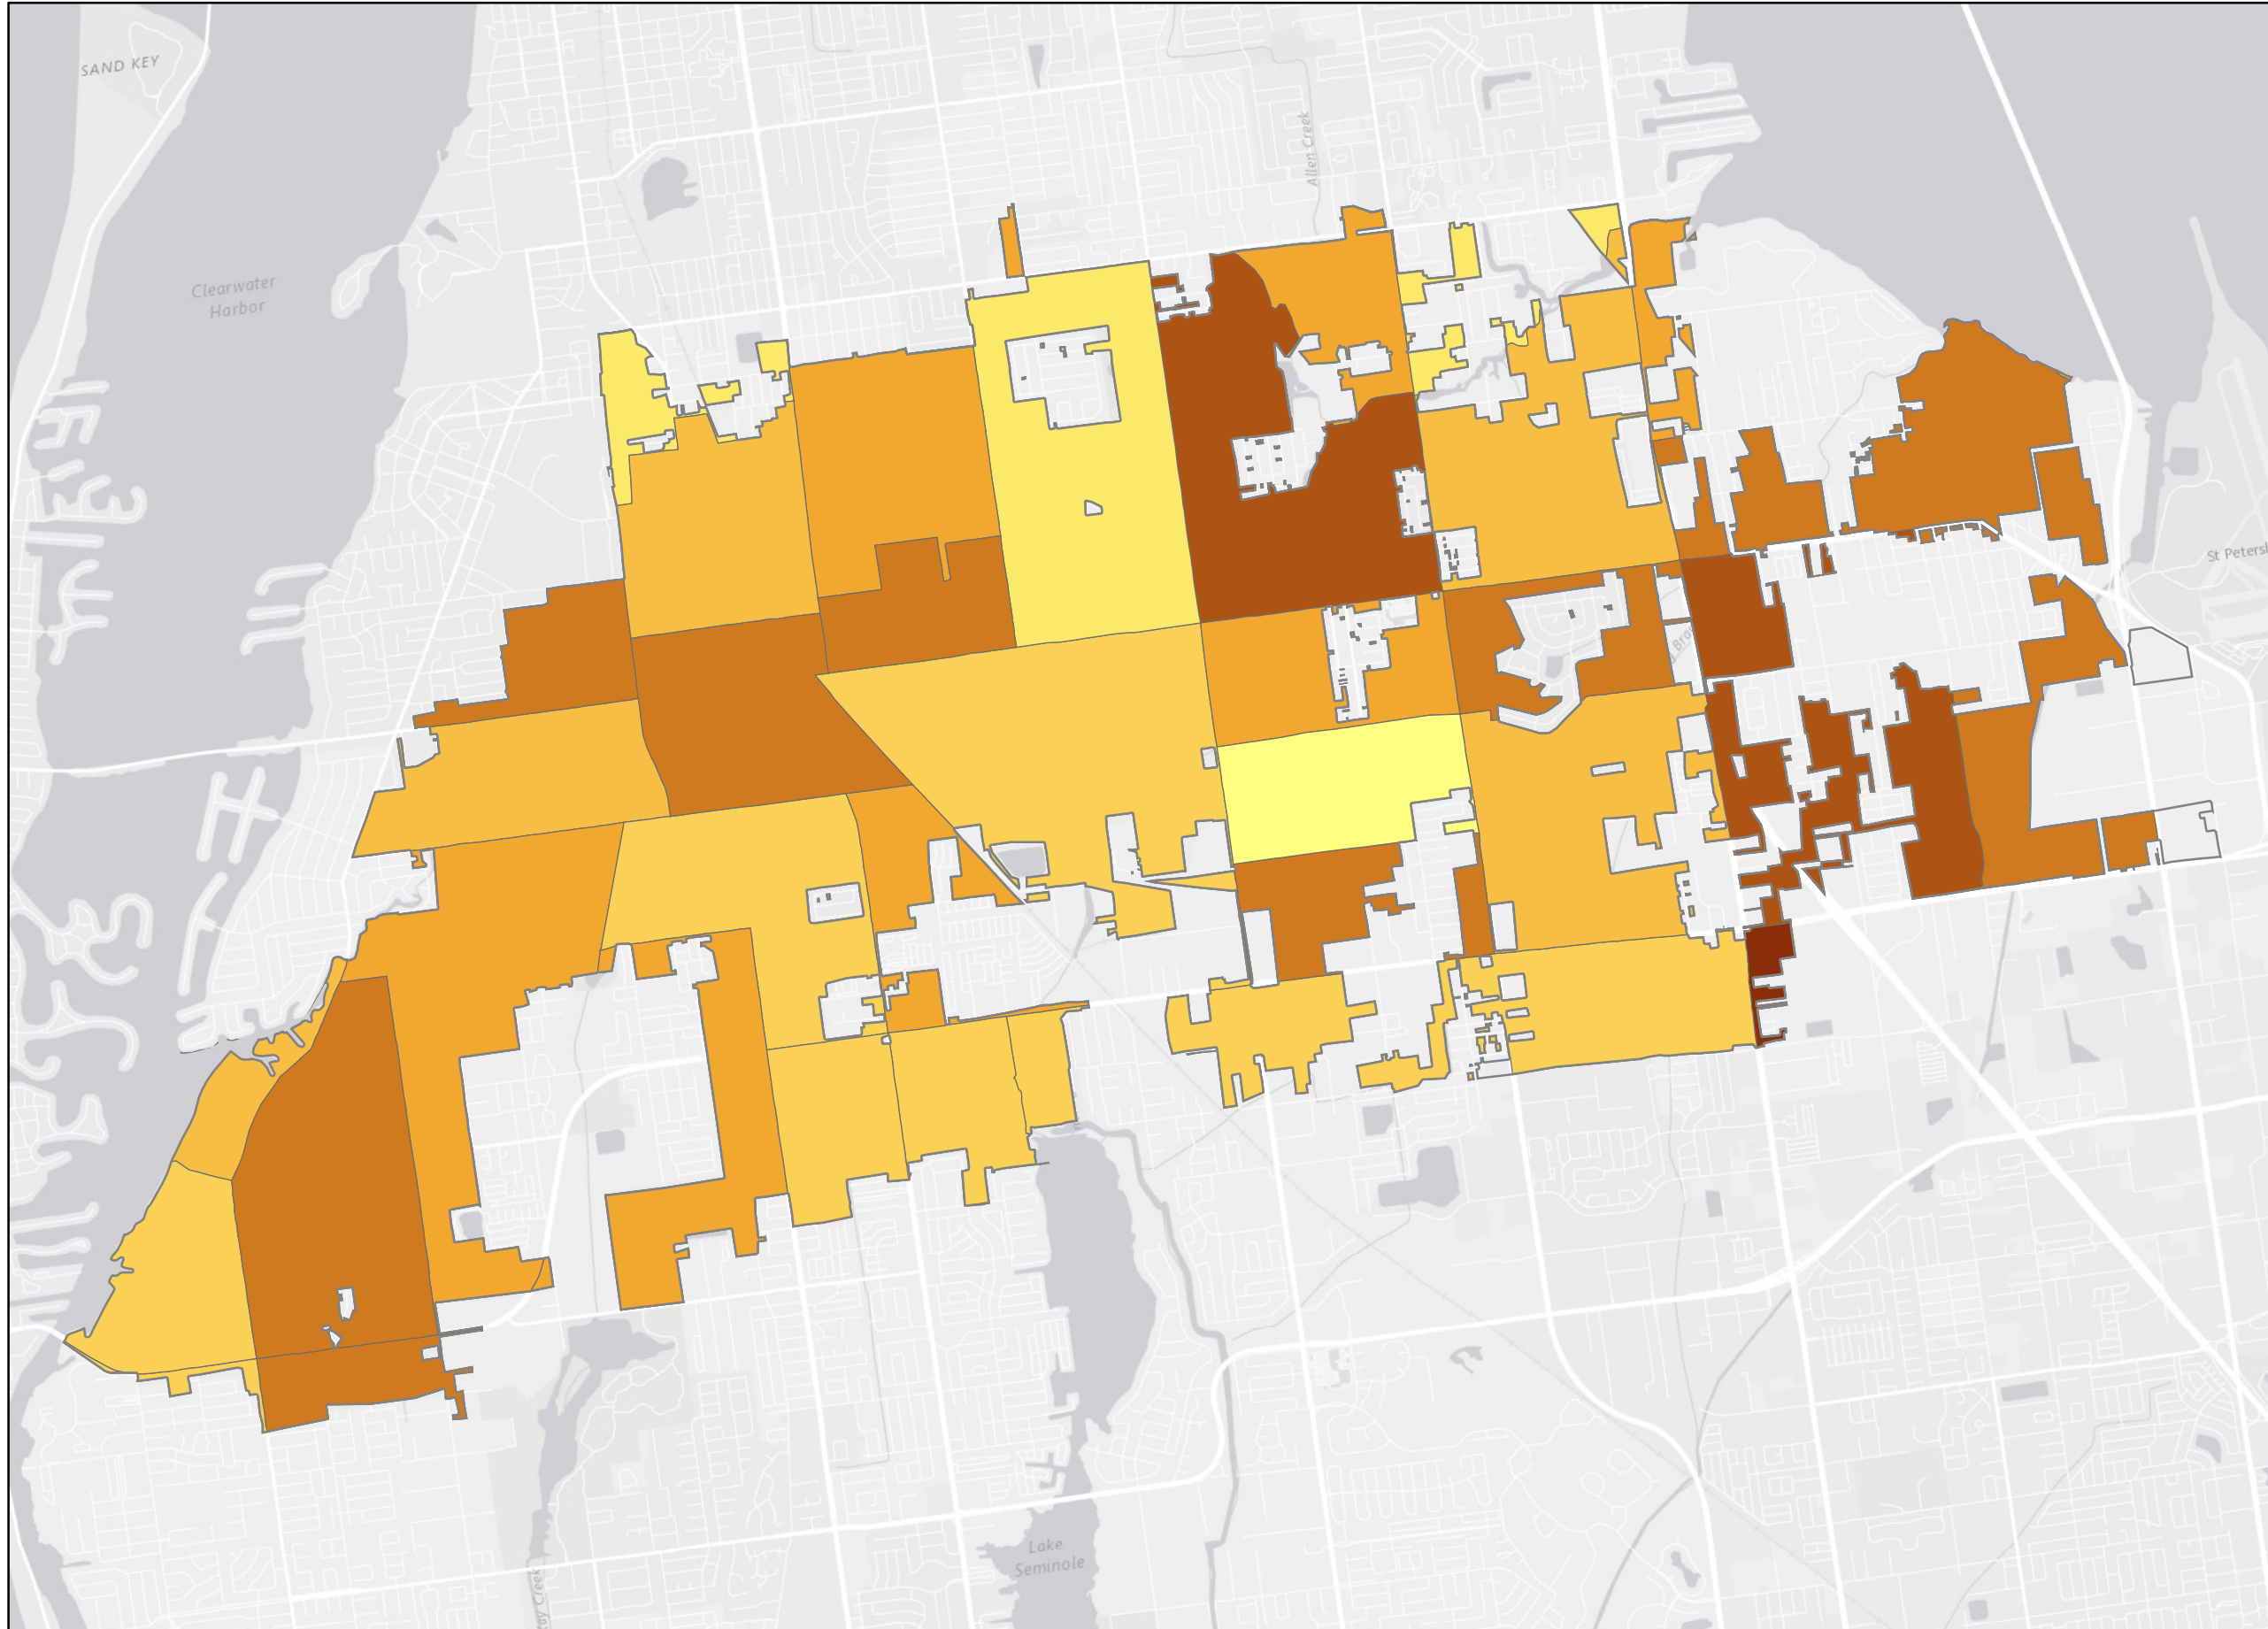 SAND KEY
Allen Creek
Clearwater
Harbor
St Petersb
Lake
Seminole